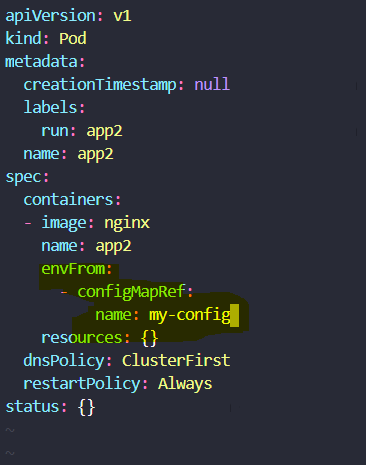 apiVersion: v1
kind: Pod
metadata:
  creationTimestamp: null
  labels:
    run: app2
  name: app2
spec:
  containers:
  - image: nginx
    name: app2
    envFrom:
      - configMapRef:
          name: my-config
    resources: {}
  dnsPolicy: ClusterFirst
  restartPolicy: Always
status: {}
~
~